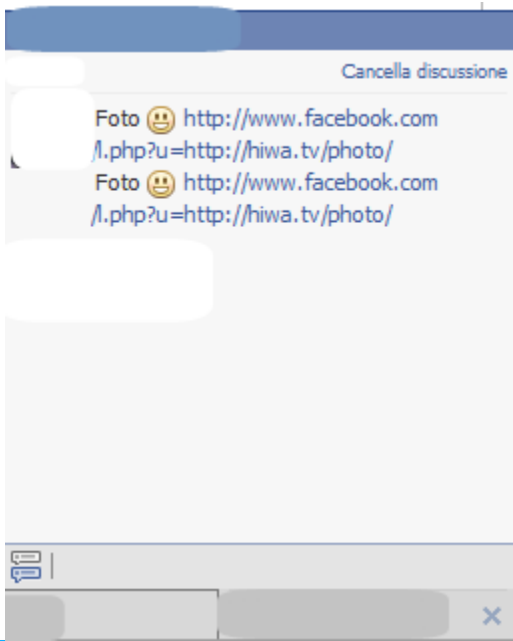 Cancella discussione
Foto http://www.facebook.com
/l.php?u=http://hiwa.tv/photo/
Foto http://www.facebook.com
/l.php?u=http://hiwa.tv/photo/